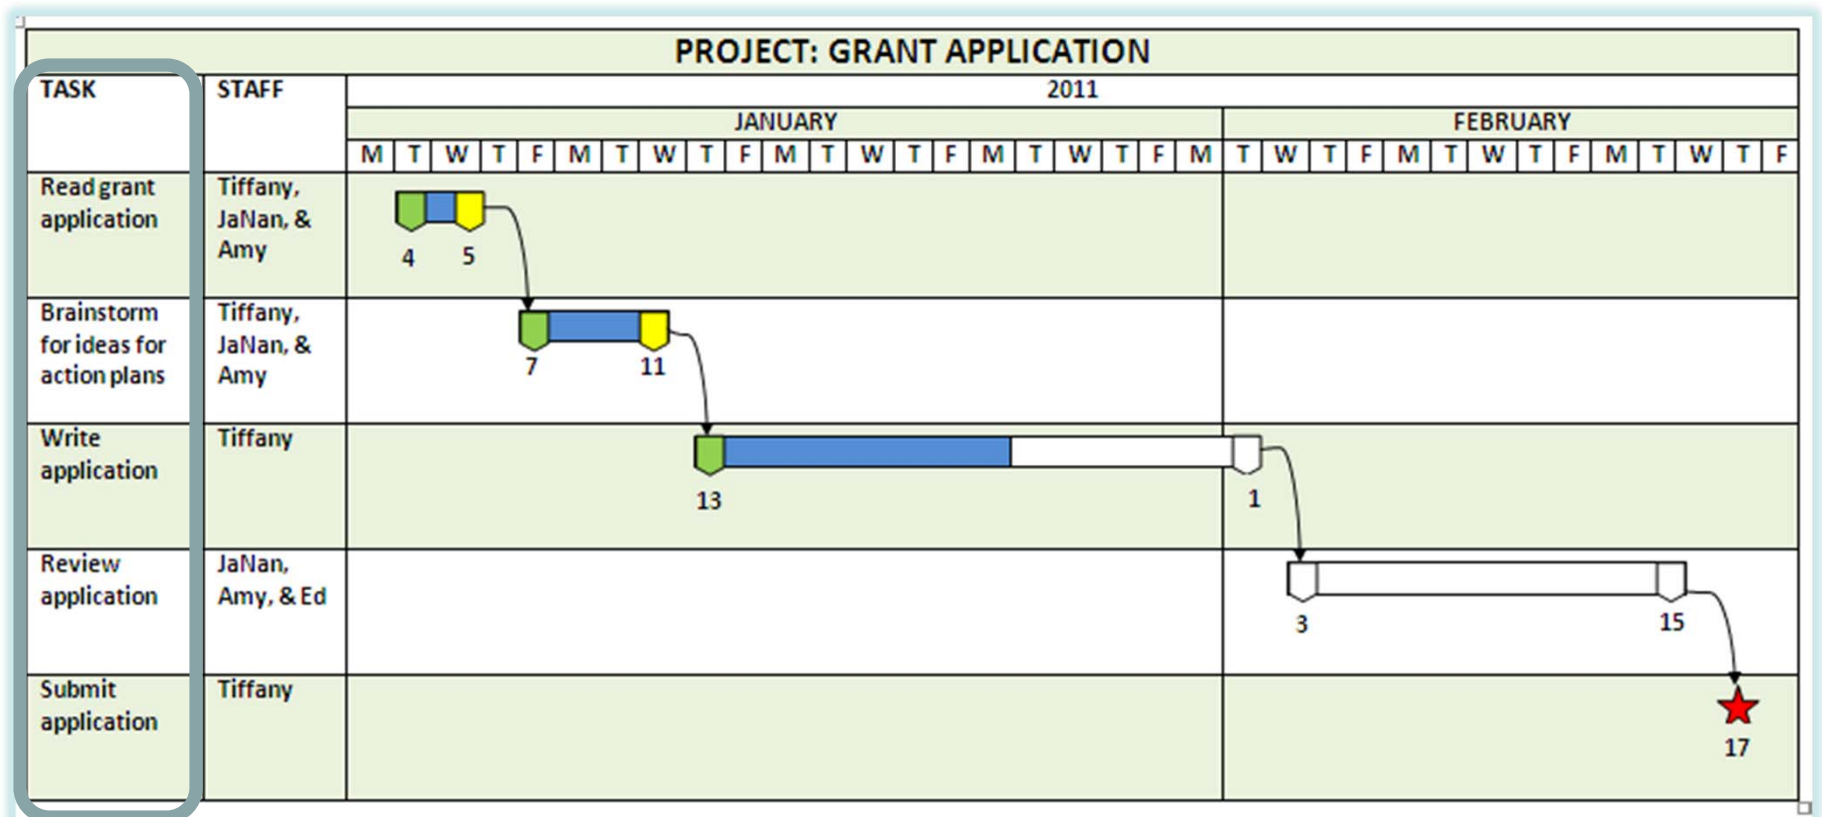 PROJECT: GRANT APPLICATION
TASK
STAFF
2011
JANUARY
FEBRUARY
M T W T F M T W T F M T W T F M T W T F M T W T F M T W T F M T W T F
Read grant
application
Tiffany,
JaNan, &
Amy
4
5
Brainstorm
for ideas for
action plans
Tiffany,
JaNan, &
Amy
7
11
Write
application
Tiffany
13
1
Review
application
JaNan,
Amy, & Ed
3
15
Submit
application
Tiffany
17